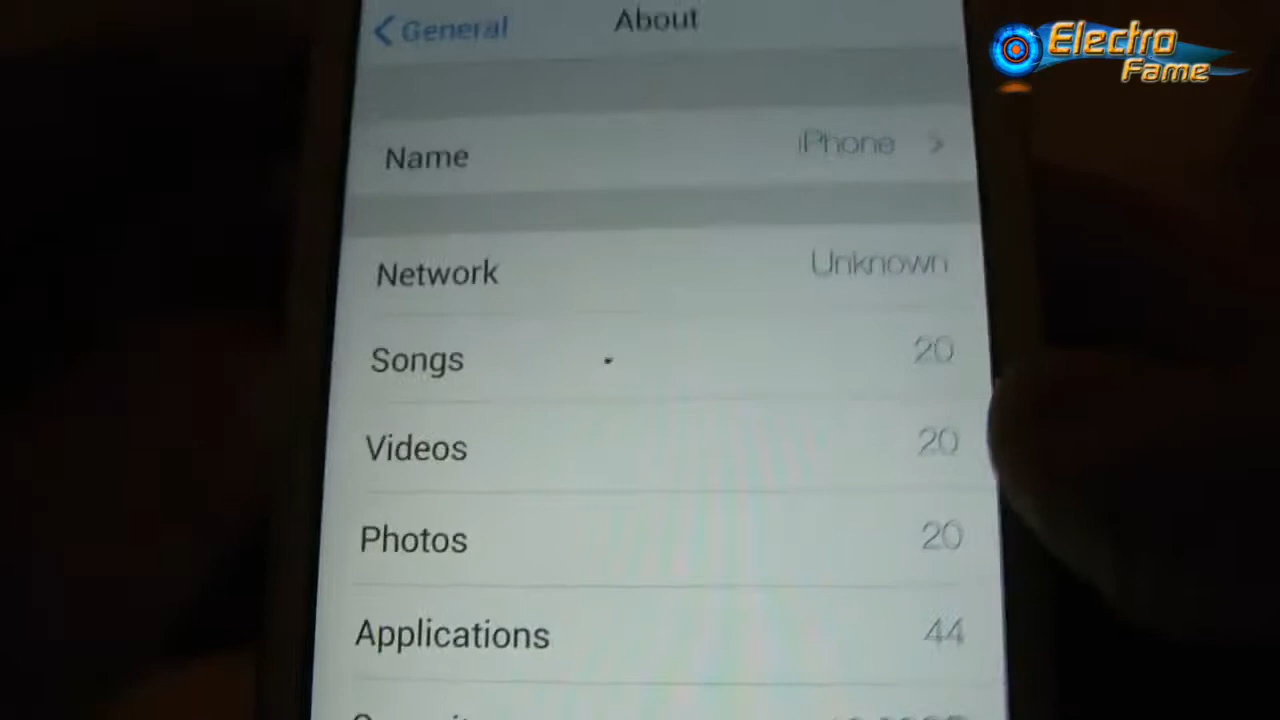 General
About
Electro
Fame
Name
iPhone
Network
Unknown
Songs
20
Videos
20
Photos
20
Applications
44